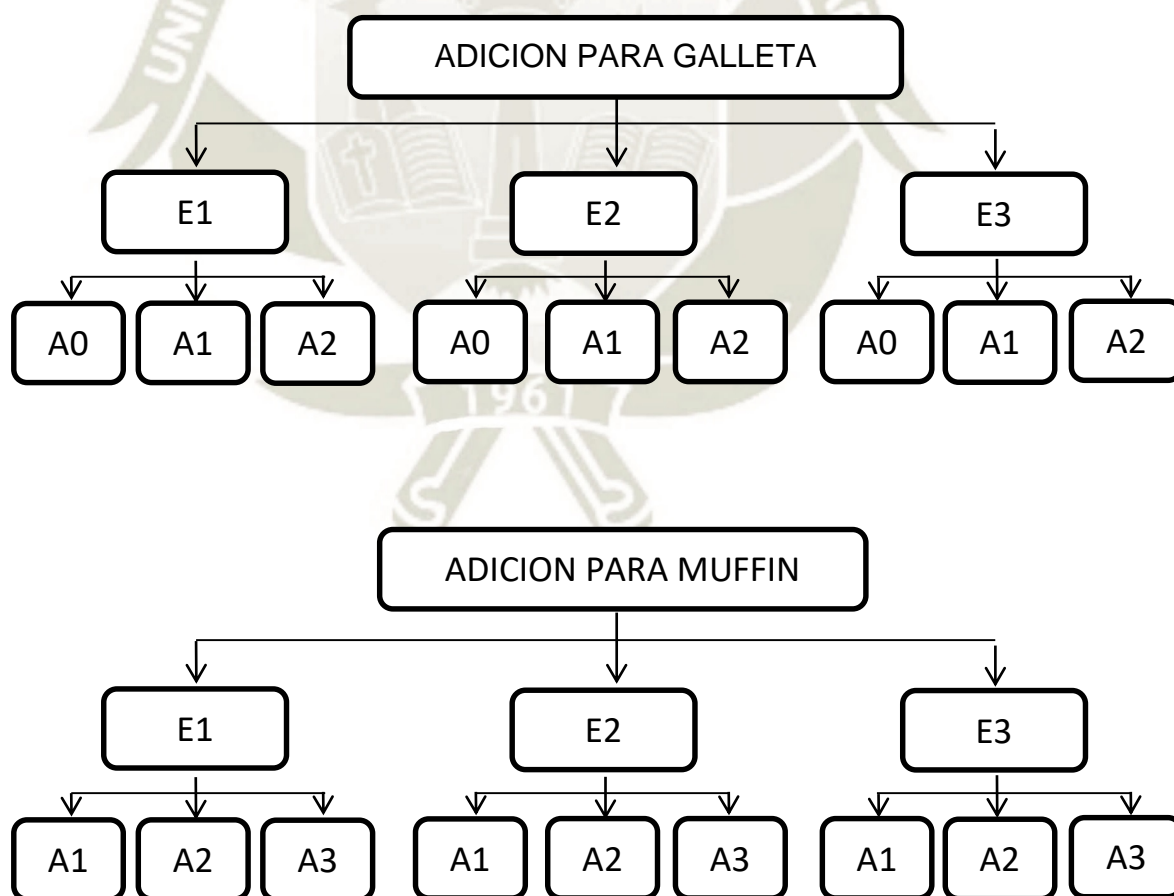 ADICION PARA GALLETA
E1 E2 E3
A0 A1 A2 A0 A1 A2 A0 A1 A2
196
ADICION PARA MUFFIN
E1 E2 E3
A1 A2 A3 A1 A2 A3 A1 A2 A3